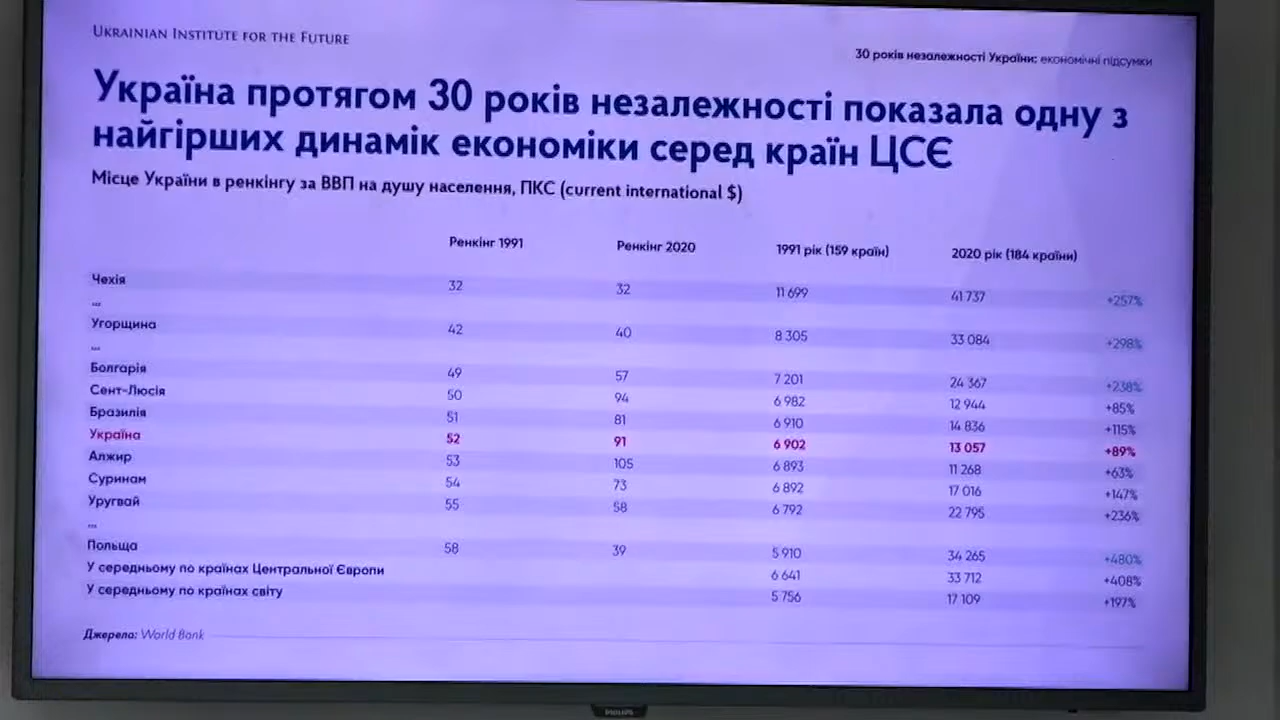 Ukrainian Institute for the Future
30 років незалежності України: економічні підсумки
Україна протягом 30 років незалежності показала одну з
найгірших динамік економіки серед країн ЦСЄ
Місце України в ренкінгу за ВВП на душу населення, ПКС (current international $)
Ренкінг 1991 Ренкінг 2020 1991 рік (159 країн) 2020 рік (184 країни)
Чехія 32 32 11 699 41 737 +257%
...
Угорщина 42 40 8 305 33 084 +298%
...
Болгарія 49 57 7 201 24 367 +238%
Сент-Люсія 50 94 6 982 12 944 +85%
Бразилія 51 81 6 910 14 836 +115%
Україна 52 91 6 902 13 057 +89%
Алжир 53 105 6 893 11 268 +63%
Суринам 54 73 6 892 17 016 +147%
Уругвай 55 58 6 792 22 795 +236%
...
Польща 58 39 5 910 34 265 +480%
У середньому по країнах Центральної Європи 6 641 33 712 +408%
У середньому по країнах світу 5 756 17 109 +197%
Джерела: World Bank
PHILIPS